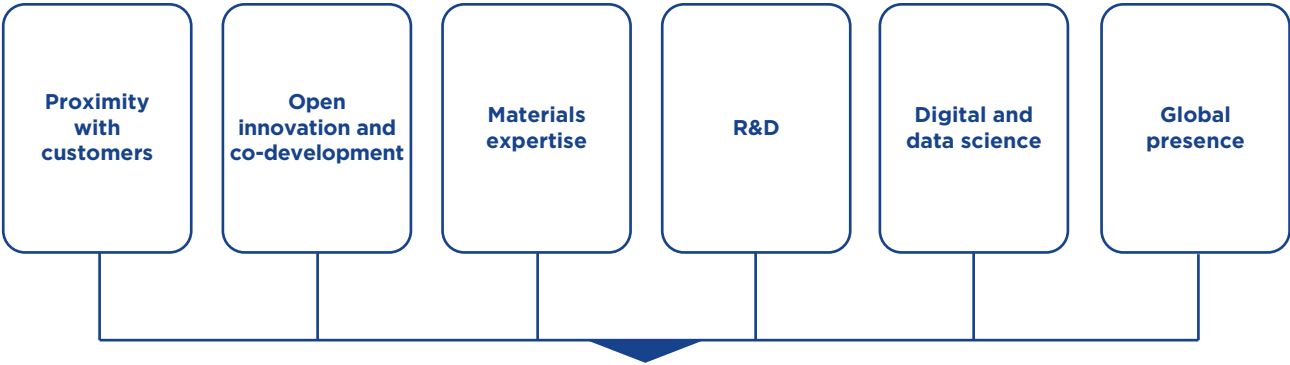 Proximity
with
customers
Open
innovation and
co-development
Materials
expertise
R&D
Digital and
data science
Global
presence